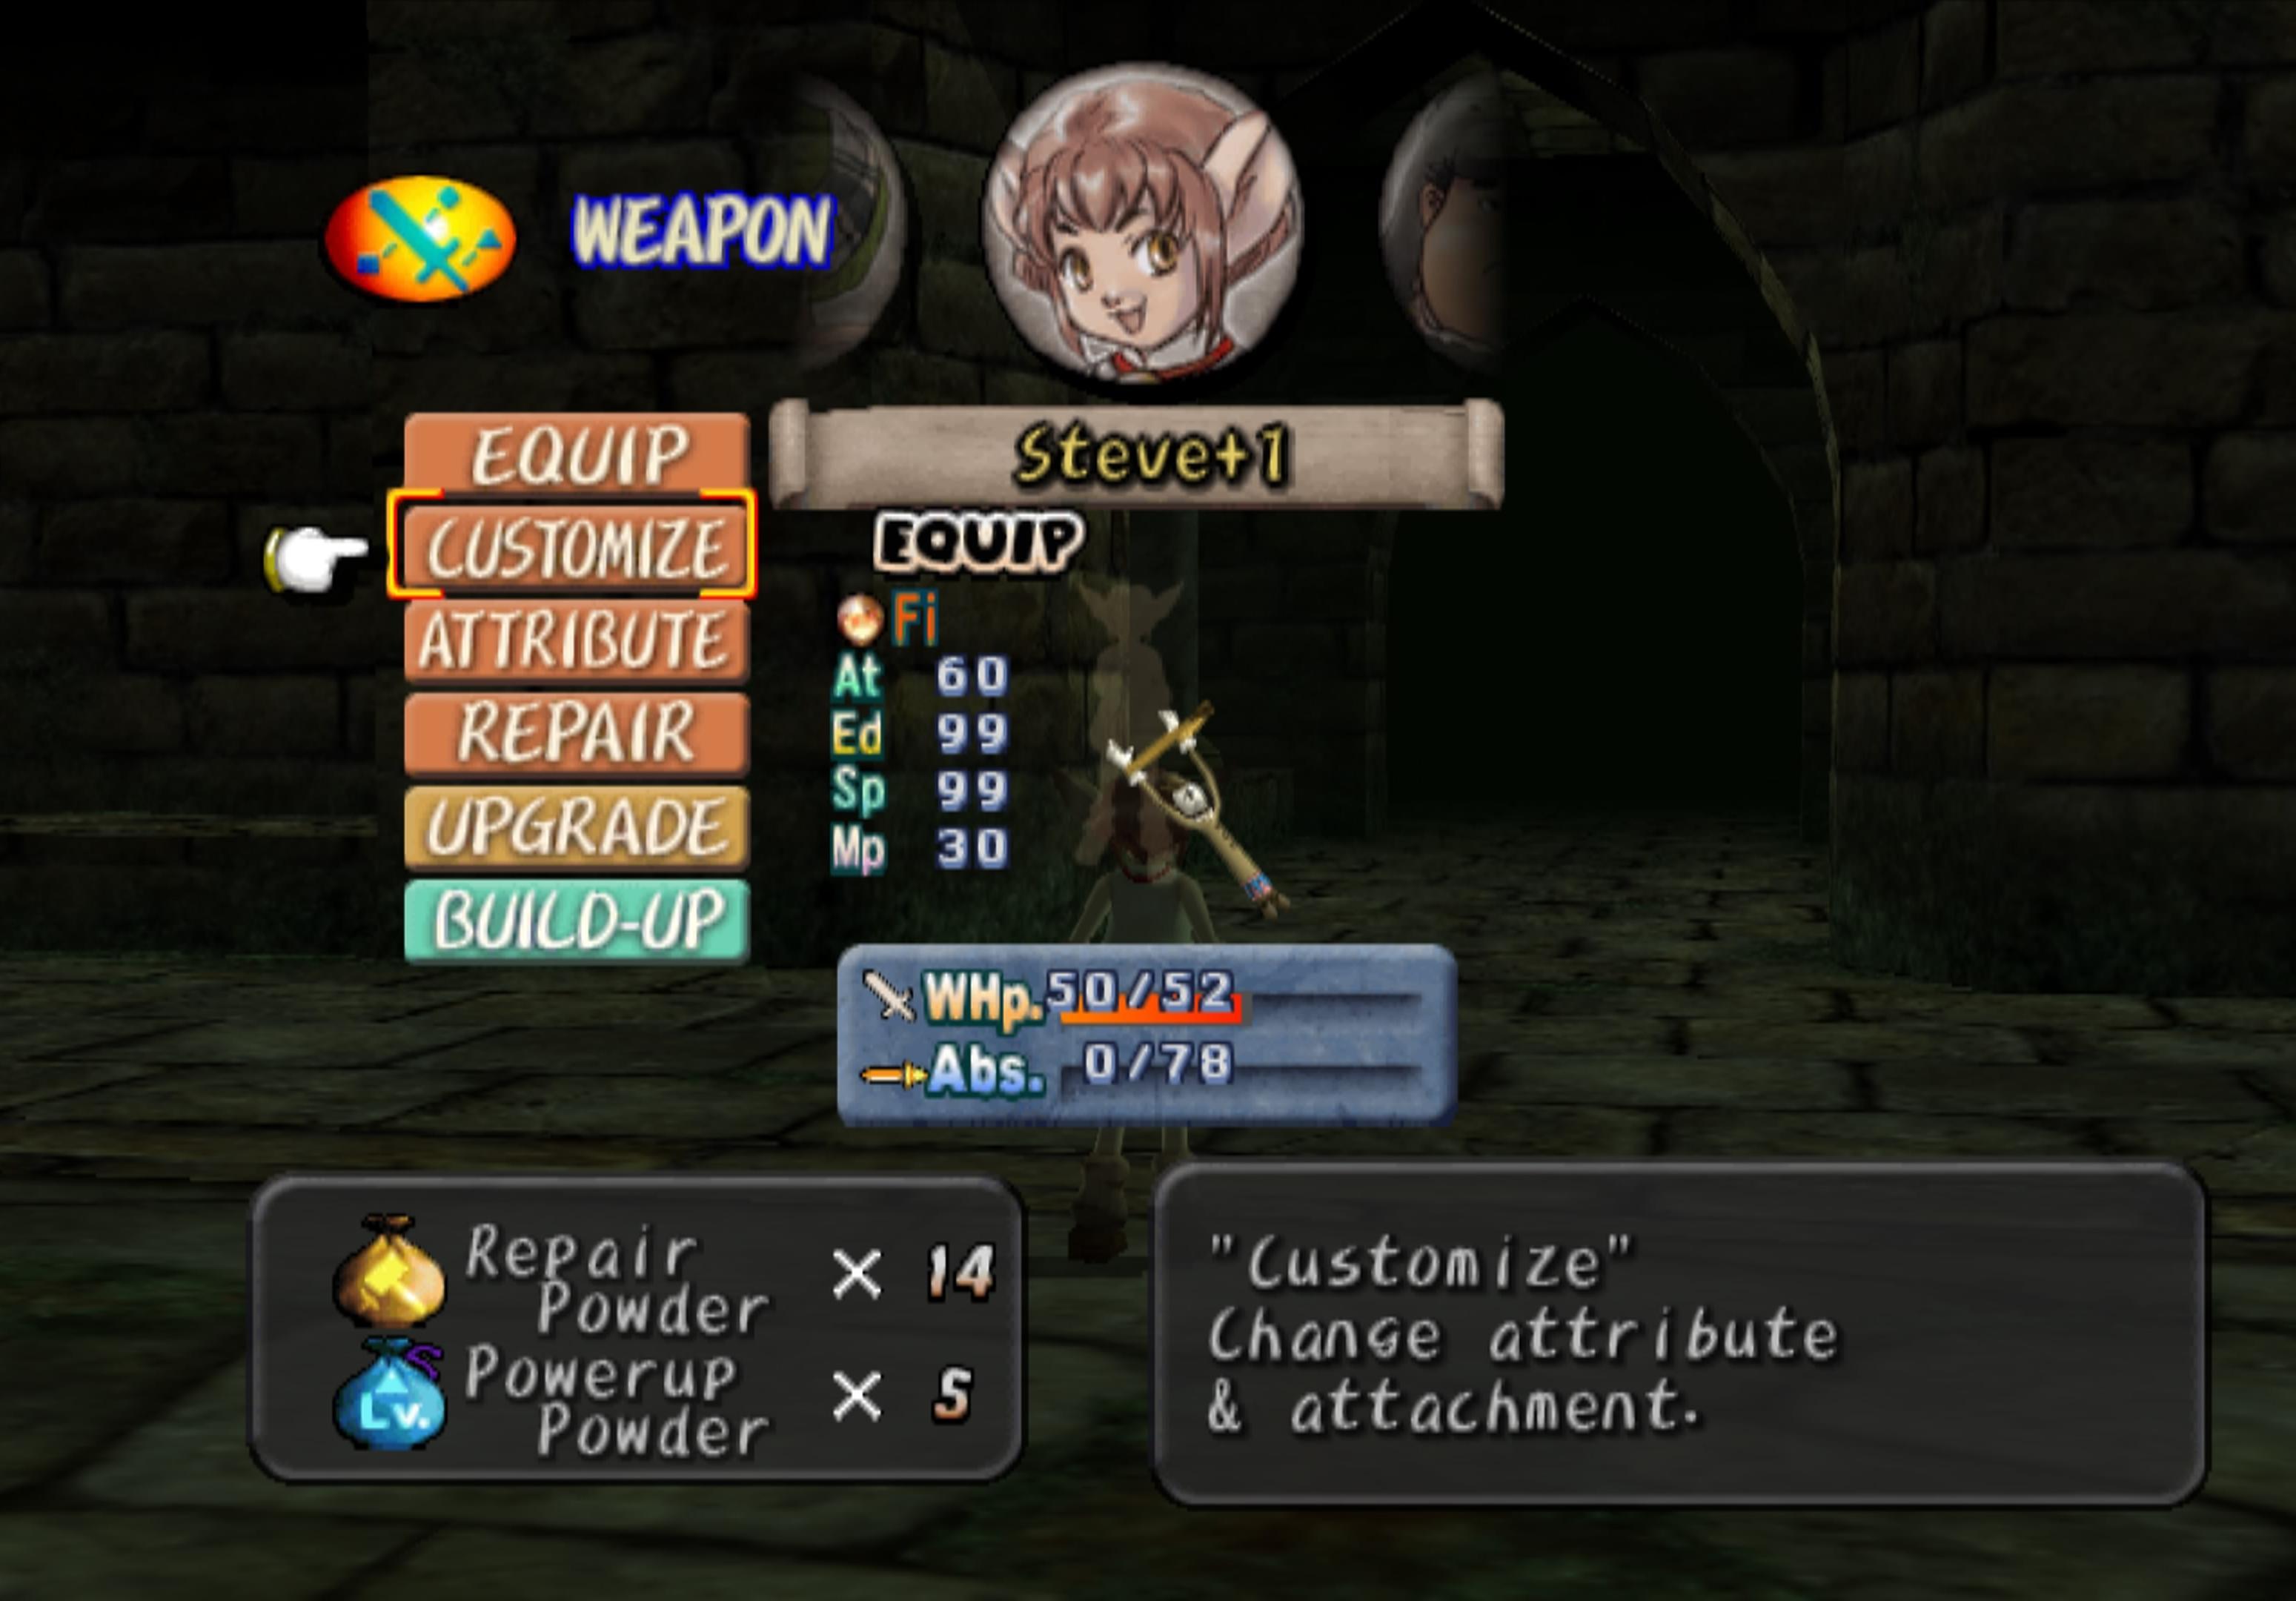 WEAPON
Steve+1
EQUIP
CUSTOMIZE
ATTRIBUTE
REPAIR
UPGRADE
BUILD-UP
EQUIP
Fi
At 60
Ed 99
Sp 99
Mp 30
WHp. 50/52
Abs. 0/78
Repair
Powder × 14
Lv.
Powerup
Powder × 5
"Customize"
Change attribute
& attachment.